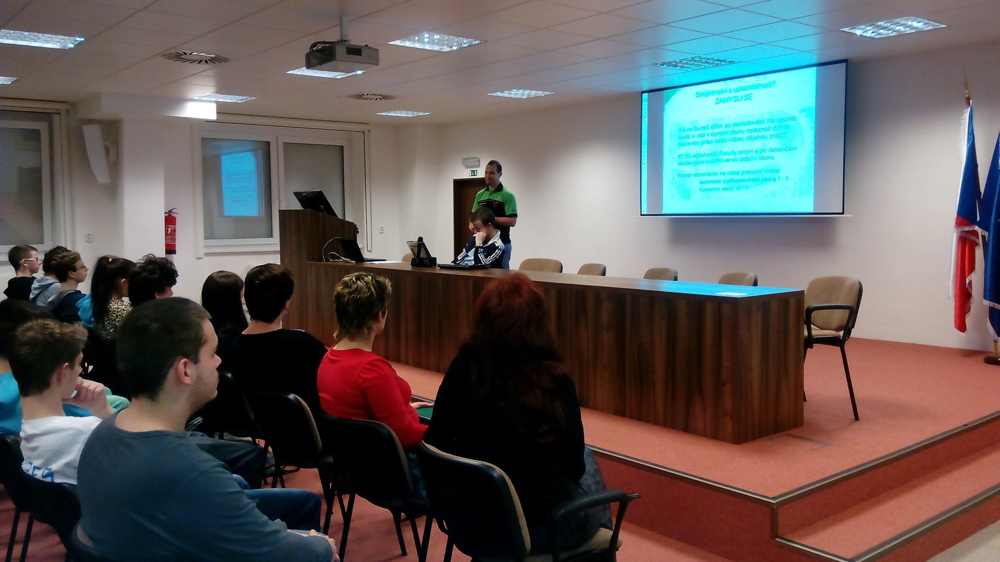 Strojírenství a uplatnitelnost?
ZAMYSLI SE
Víš co budeš dělat po dostudování na vysoké
škole a zda v daném oboru nalezneš dobře
placenou práci nebo vůbec nějakou práci?
97,3% absolventů Fakulty strojní si po dokončení
studia najde kvalifikovanou práci v oboru
Poměr absolventů na volná pracovní místa:
technické a přírodovědné obory 1 : 1
humanitní obory 12 : 1